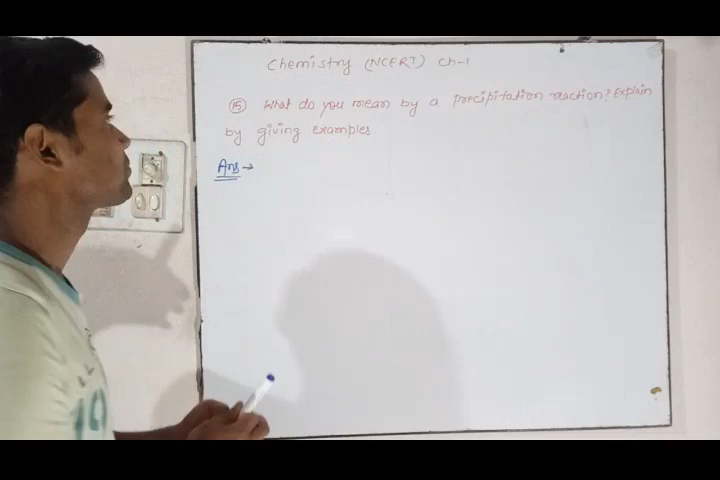 Chemistry (NCERT) Ch-1
(15) What do you mean by a precipitation reaction? Explain
by giving examples
Ans →